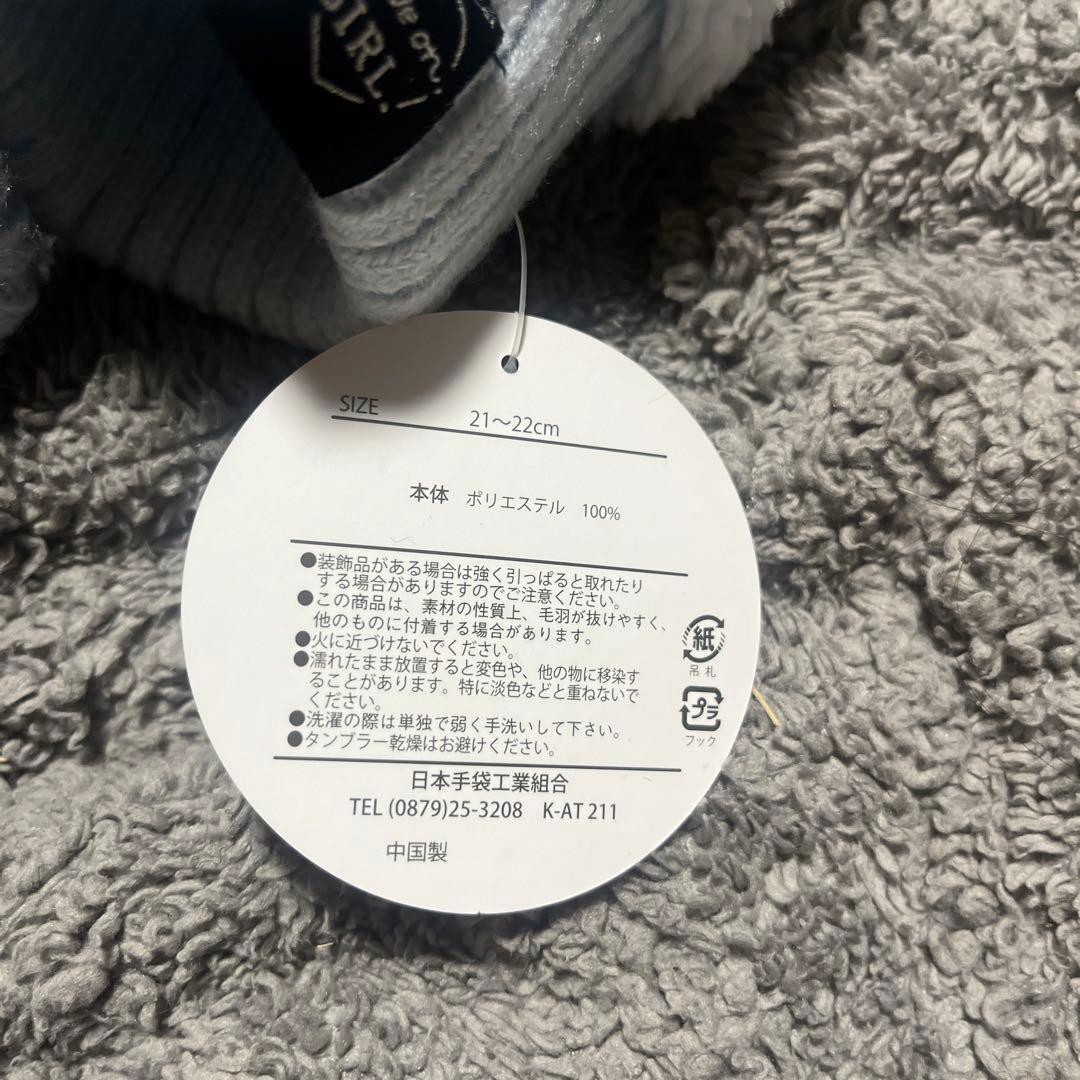 GIRL.
SIZE
21～22cm
本体 ポリエステル 100%
●装飾品がある場合は強く引っぱると取れたり
する場合がありますのでご注意ください。
●この商品は、素材の性質上、毛羽が抜けやすく、
他のものに付着する場合があります。
●火に近づけないでください。
●濡れたまま放置すると変色や、他の物に移染す
ることがあります。特に淡色などと重ねないで
ください。
●洗濯の際は単独で弱く手洗いして下さい。
●タンブラー乾燥はお避けください。
紙
吊札
プラ
フック
日本手袋工業組合
TEL (0879)25-3208 K-AT 211
中国製